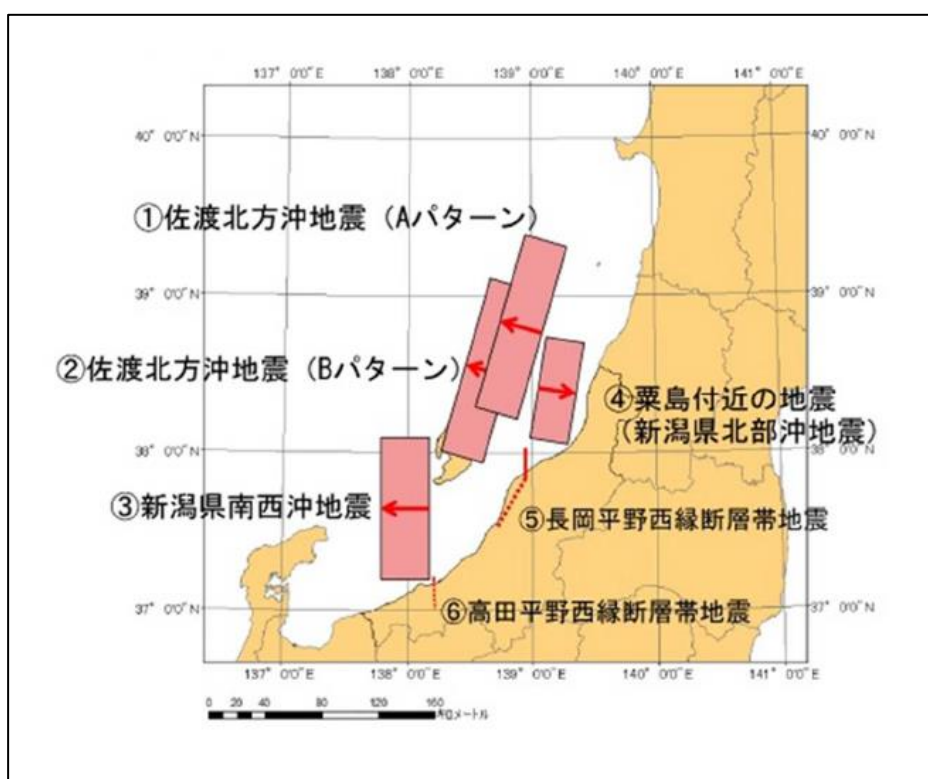 137° 0'0"E 138° 0'0"E 139° 0'0"E 140° 0'0"E 141° 0'0"E
40° 0'0"N 40° 0'0"N
①佐渡北方沖地震（Aパターン）
39° 0'0"N 39° 0'0"N
②佐渡北方沖地震（Bパターン）
④粟島付近の地震
（新潟県北部沖地震）
38° 0'0"N 38° 0'0"N
③新潟県南西沖地震
⑤長岡平野西縁断層帯地震
37° 0'0"N 37° 0'0"N
⑥高田平野西縁断層帯地震
137° 0'0"E 138° 0'0"E 139° 0'0"E 140° 0'0"E 141° 0'0"E
0 20 40 80 120 160
キロメートル